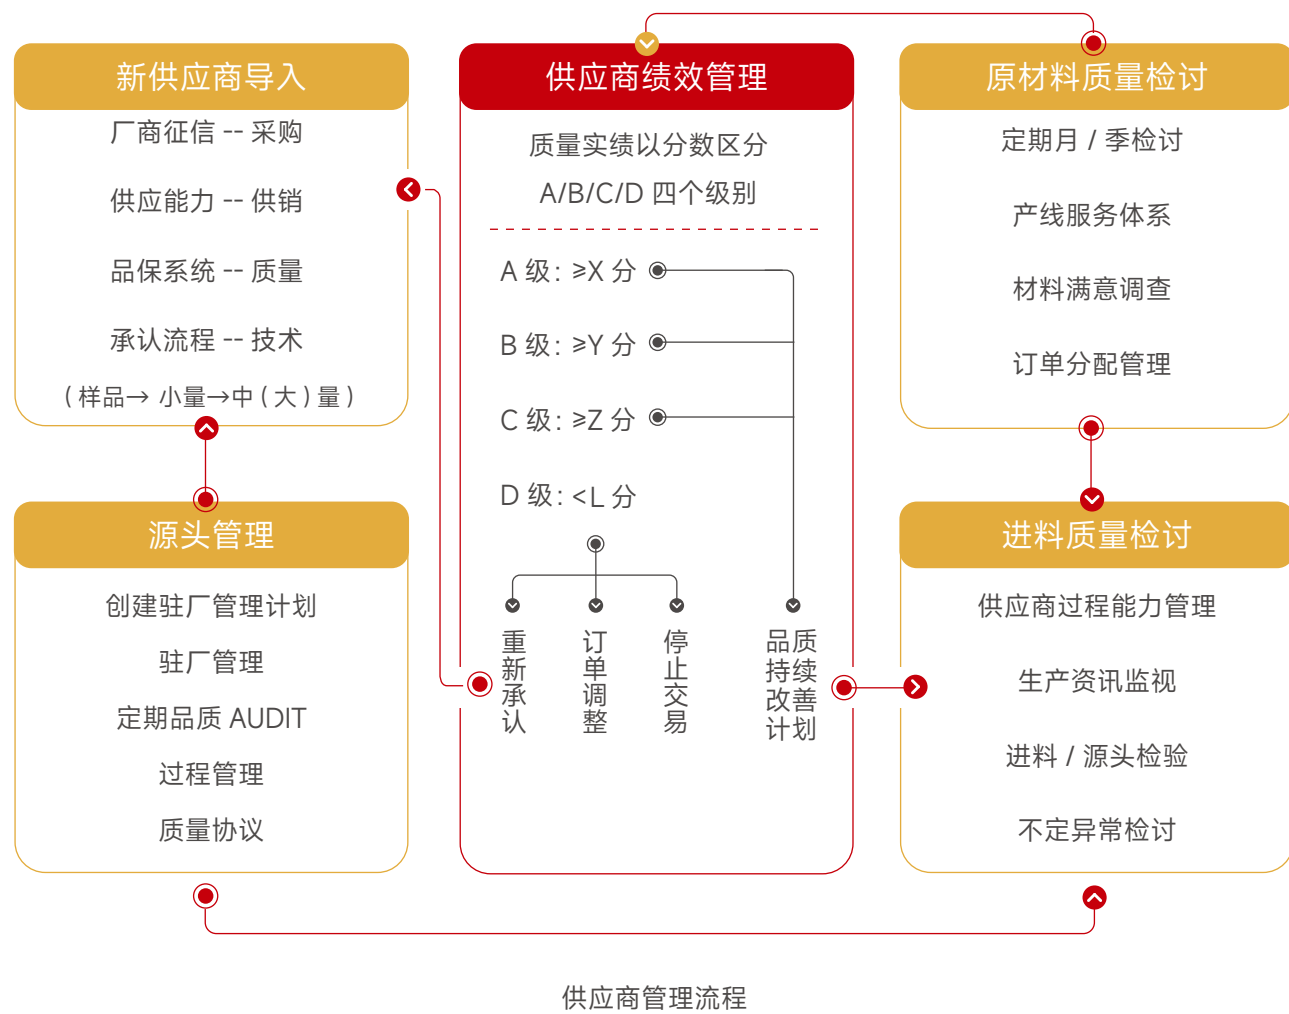 新供应商导入
厂商征信 -- 采购
供应能力 -- 供销
品保系统 -- 质量
承认流程 -- 技术
(样品→ 小量→中(大)量)
源头管理
创建驻厂管理计划
驻厂管理
定期品质 AUDIT
过程管理
质量协议
供应商绩效管理
质量实绩以分数区分
A/B/C/D 四个级别
A 级: ≥X 分
B 级: ≥Y 分
C 级: ≥Z 分
D 级: <L 分
重新承认
订单调整
停止交易
品质
持续
改善
计划
原材料质量检讨
定期月 / 季检讨
产线服务体系
材料满意调查
订单分配管理
进料质量检讨
供应商过程能力管理
生产资讯监视
进料 / 源头检验
不定异常检讨
供应商管理流程